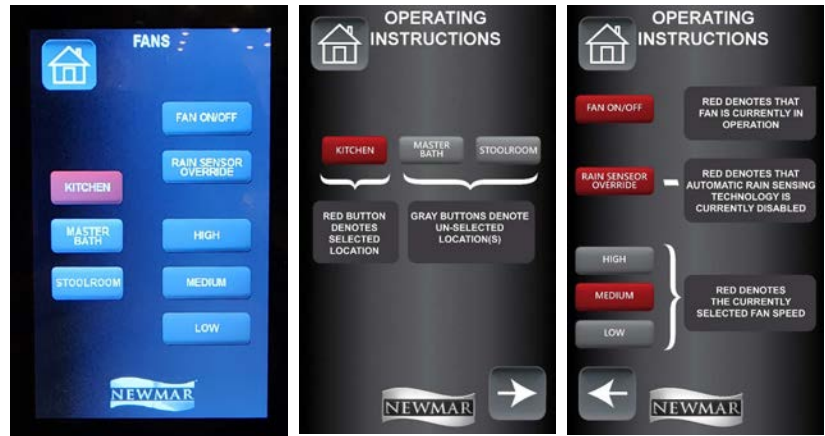 FANS
FAN ON/OFF
RAIN SENSOR
OVERRIDE
KITCHEN
MASTER
BATH
HIGH
STOOLROOM
MEDIUM
LOW
NEWMAR
OPERATING
INSTRUCTIONS
KITCHEN
MASTER
BATH
STOOLROOM
RED BUTTON
DENOTES
SELECTED
LOCATION
GRAY BUTTONS DENOTE
UN-SELECTED
LOCATION(S)
NEWMAR
OPERATING
INSTRUCTIONS
FAN ON/OFF
RED DENOTES THAT
FAN IS CURRENTLY IN
OPERATION
RAIN SENSEOR
OVERRIDE
RED DENOTES THAT
AUTOMATIC RAIN SENSING
TECHNOLOGY IS
CURRENTLY DISABLED
HIGH
MEDIUM
LOW
RED DENOTES
THE CURRENTLY
SELECTED FAN SPEED
NEWMAR